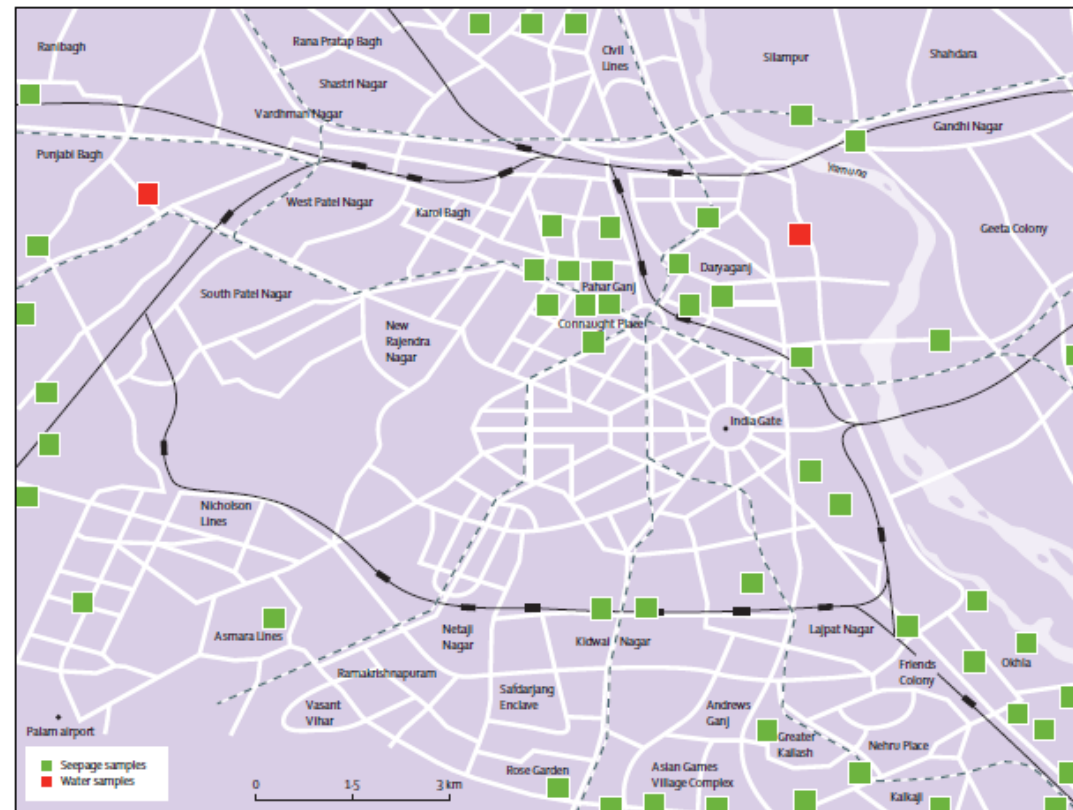 Ranibagh
Rana Pratap Bagh
Civil
Lines
Silampur
Shahdara
Shastri Nagar
Vardhman Nagar
Gandhi Nagar
Punjabi Bagh
Yamuna
West Patel Nagar
Karol Bagh
Geeta Colony
Daryaganj
South Patel Nagar
Pahar Ganj
New
Rajendra
Nagar
Connaught Place
India Gate
Nicholson
Lines
Asmara Lines
Netaji
Nagar
Kidwai Nagar
Lajpat Nagar
Ramakrishnapuram
Friends
Colony
Okhla
Vasant
Vihar
Safdarjang
Enclave
Andrews
Ganj
Palam airport
Greater
Kailash
Nehru Place
Rose Garden
Asian Games
Village Complex
Kalkaji
Seepage samples
Water samples
0 1·5 3 km